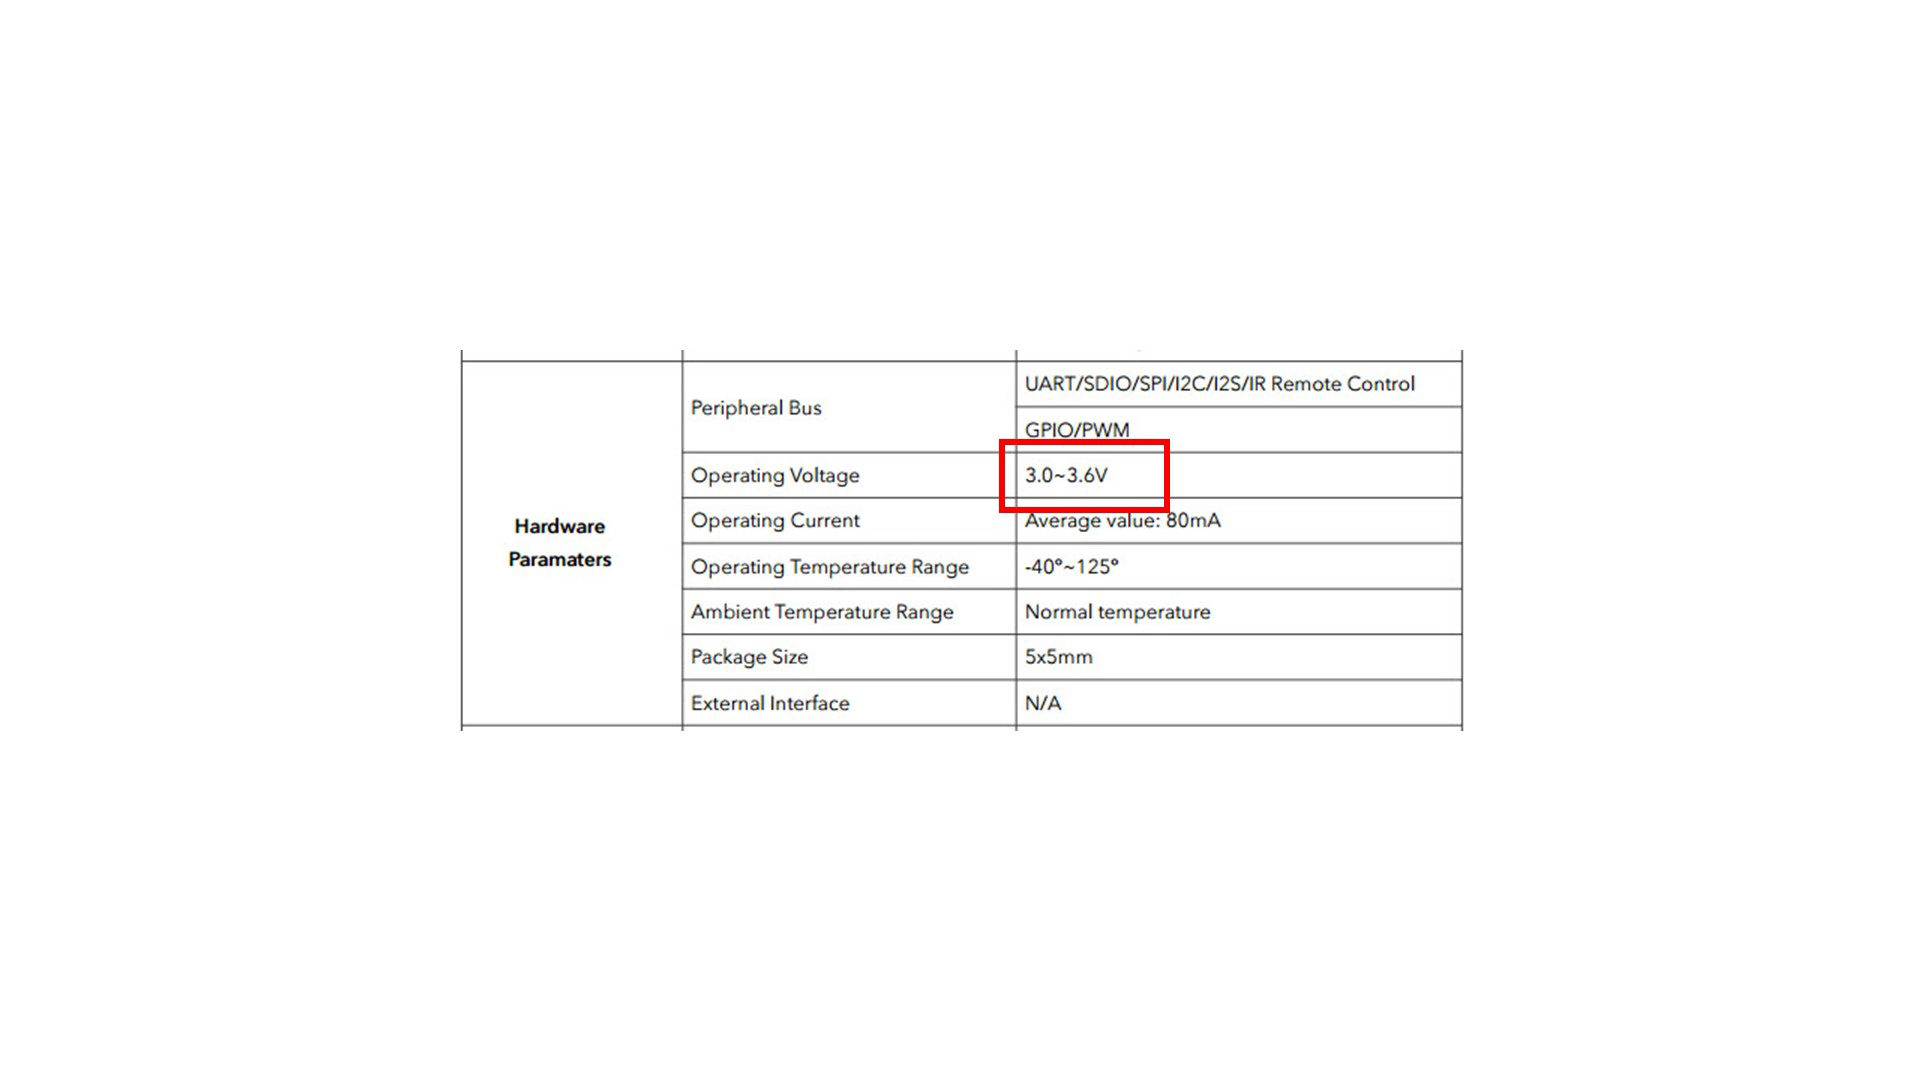 UART/SDIO/SPI/I2C/I2S/IR Remote Control
Peripheral Bus
GPIO/PWM
Operating Voltage 3.0~3.6V
Hardware
Paramaters
Operating Current Average value: 80mA
Operating Temperature Range -40°~125°
Ambient Temperature Range Normal temperature
Package Size 5x5mm
External Interface N/A